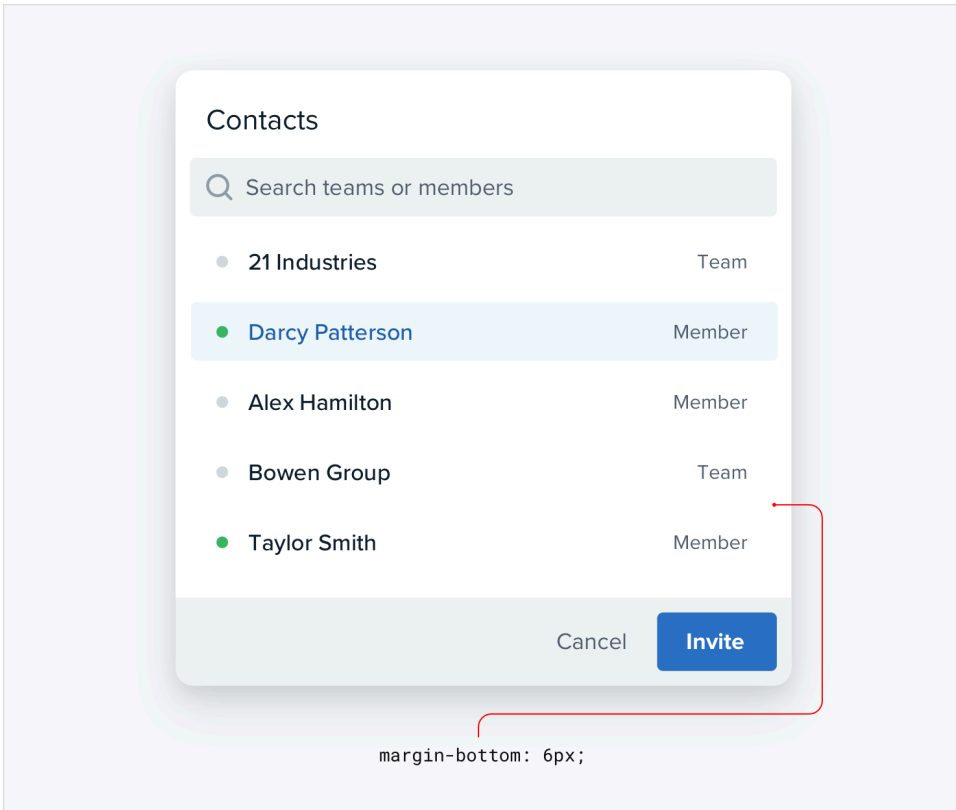 Contacts
Search teams or members
21 Industries Team
Darcy Patterson Member
Alex Hamilton Member
Bowen Group Team
Taylor Smith Member
Cancel Invite
margin-bottom: 6px;